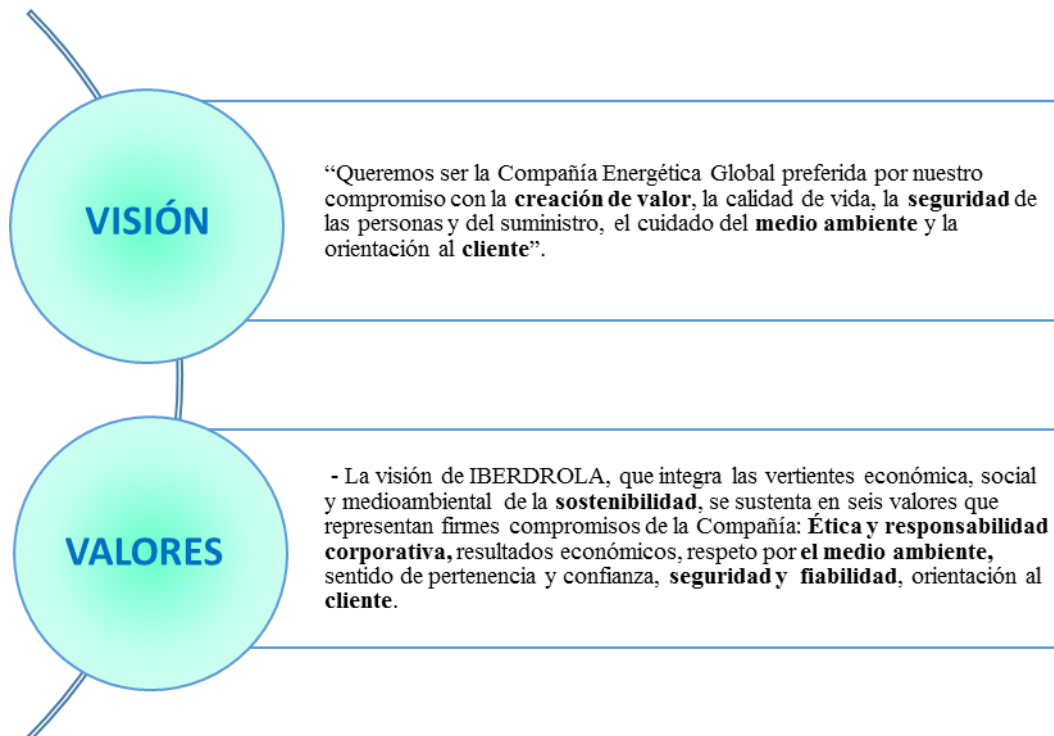 VISIÓN
“Queremos ser la Compañía Energética Global preferida por nuestro
compromiso con la creación de valor, la calidad de vida, la seguridad de
las personas y del suministro, el cuidado del medio ambiente y la
orientación al cliente”.
VALORES
- La visión de IBERDROLA, que integra las vertientes económica, social
y medioambiental de la sostenibilidad, se sustenta en seis valores que
representan firmes compromisos de la Compañía: Ética y responsabilidad
corporativa, resultados económicos, respeto por el medio ambiente,
sentido de pertenencia y confianza, seguridad y fiabilidad, orientación al
cliente.